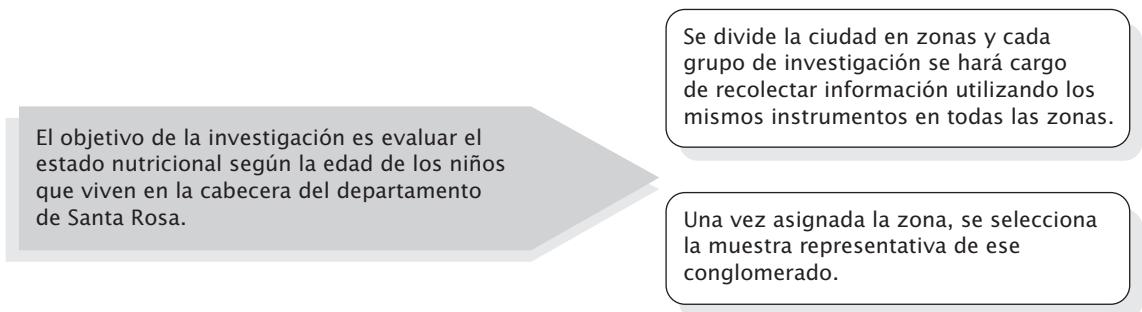 El objetivo de la investigación es evaluar el
estado nutricional según la edad de los niños
que viven en la cabecera del departamento
de Santa Rosa.
Se divide la ciudad en zonas y cada
grupo de investigación se hará cargo
de recolectar información utilizando los
mismos instrumentos en todas las zonas.
Una vez asignada la zona, se selecciona
la muestra representativa de ese
conglomerado.